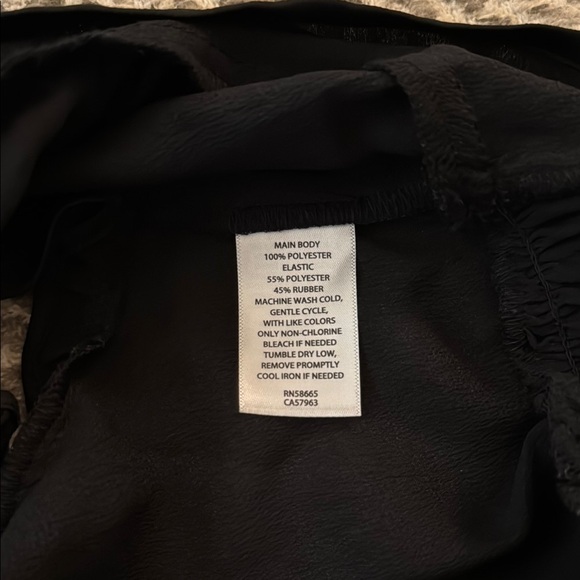 MAIN BODY
100% POLYESTER
ELASTIC
55% POLYESTER
45% RUBBER
MACHINE WASH COLD,
GENTLE CYCLE,
WITH LIKE COLORS
ONLY NON-CHLORINE
BLEACH IF NEEDED
TUMBLE DRY LOW,
REMOVE PROMPTLY
COOL IRON IF NEEDED
RN58665
CA57963